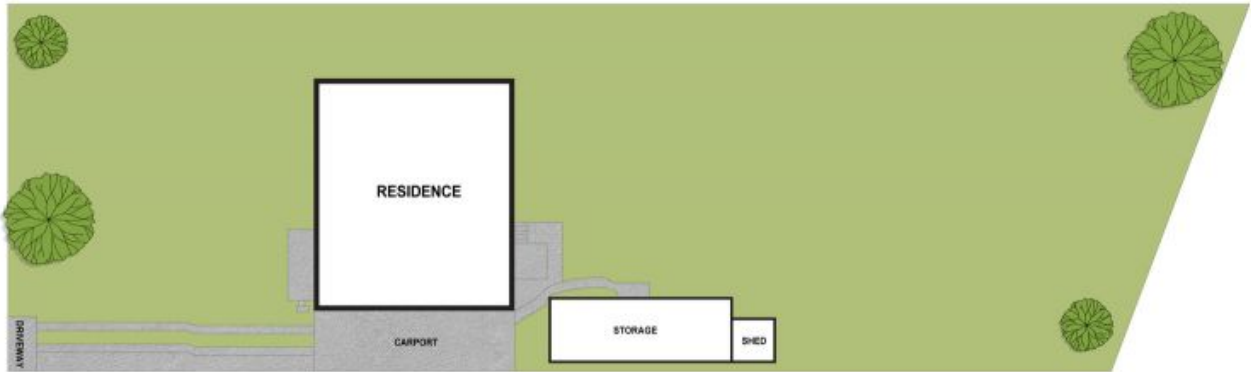 RESIDENCE
DRIVEWAY
CARPORT
STORAGE
SHED